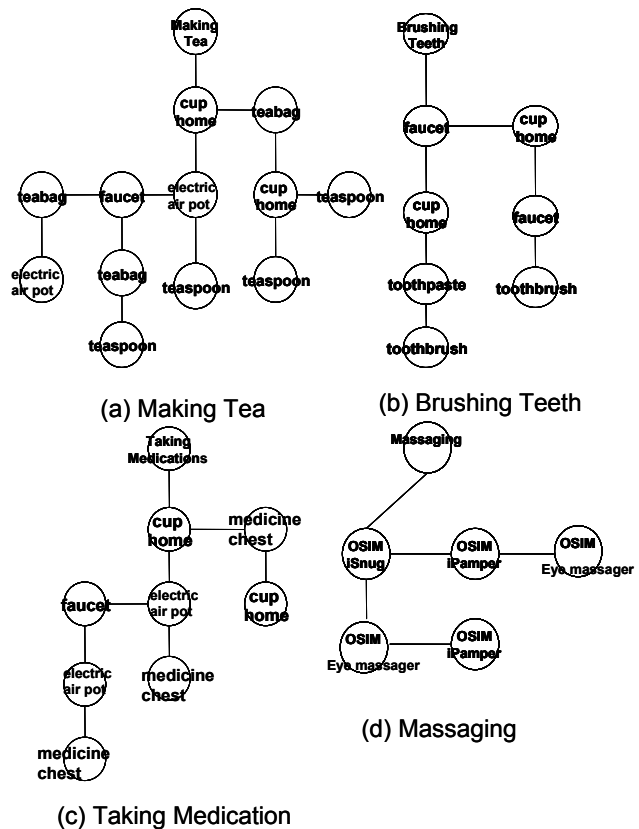 Making
Tea
cup
home
teabag
teabag
faucet
electric
air pot
cup
home
teaspoon
electric
air pot
teabag
teaspoon
teaspoon
teaspoon
(a) Making Tea
Brushing
Teeth
faucet
cup
home
cup
home
faucet
toothpaste
toothbrush
toothbrush
(b) Brushing Teeth
Taking
Medications
cup
home
medicine
chest
faucet
electric
air pot
cup
home
electric
air pot
medicine
chest
medicine
chest
(c) Taking Medication
Massaging
OSIM
iSnug
OSIM
iPamper
OSIM
Eye massager
OSIM
Eye massager
OSIM
iPamper
(d) Massaging